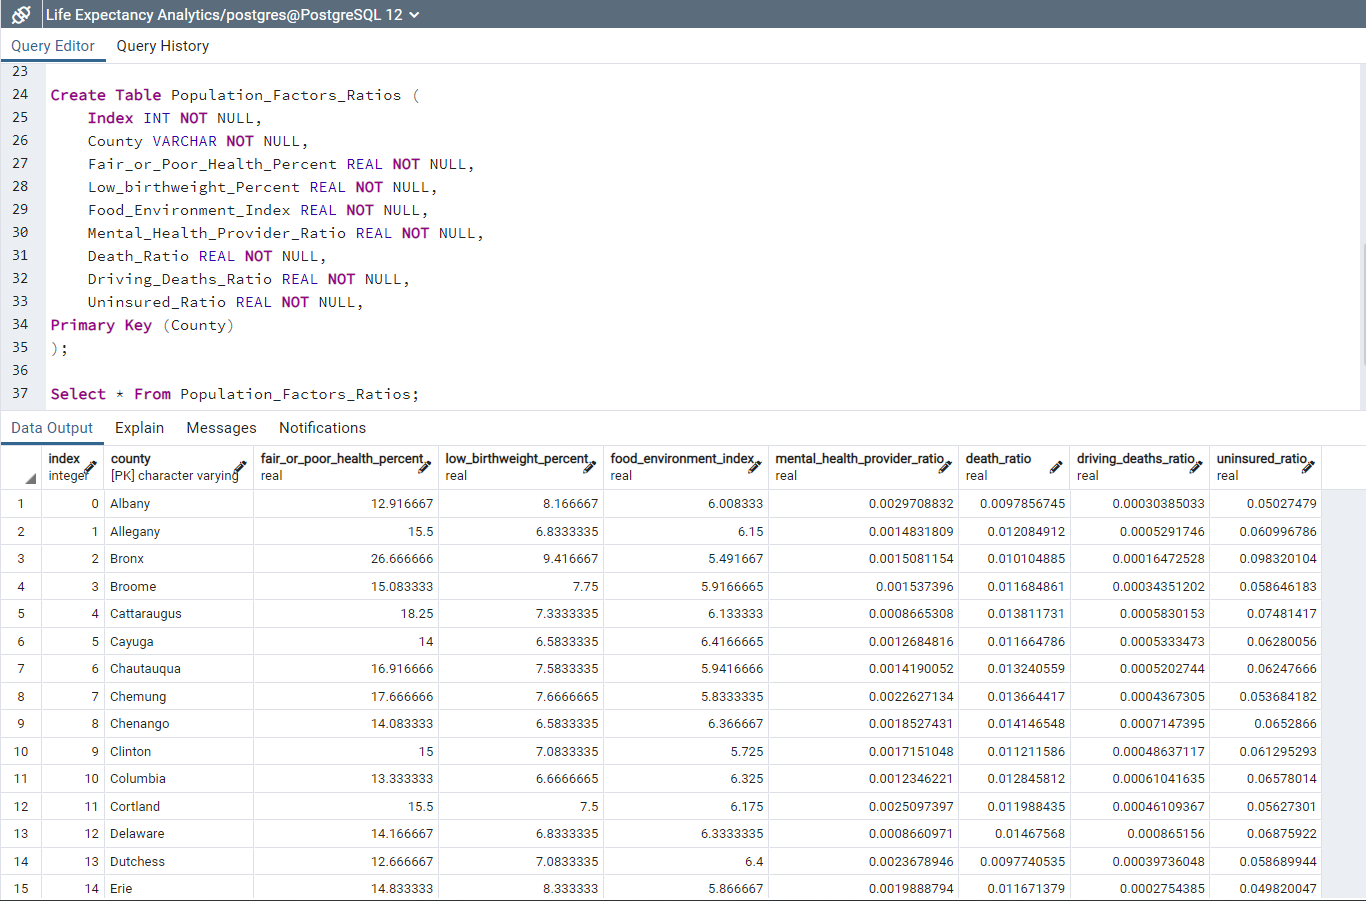 Life Expectancy Analytics/postgres@PostgreSQL 12
Query Editor Query History
23
24 Create Table Population_Factors_Ratios (
25 Index INT NOT NULL,
26 County VARCHAR NOT NULL,
27 Fair_or_Poor_Health_Percent REAL NOT NULL,
28 Low_birthweight_Percent REAL NOT NULL,
29 Food_Environment_Index REAL NOT NULL,
30 Mental_Health_Provider_Ratio REAL NOT NULL,
31 Death_Ratio REAL NOT NULL,
32 Driving_Deaths_Ratio REAL NOT NULL,
33 Uninsured_Ratio REAL NOT NULL,
34 Primary Key (County)
35 );
36
37 Select * From Population_Factors_Ratios;
Data Output Explain Messages Notifications
index county fair_or_poor_health_percent low_birthweight_percent food_environment_index mental_health_provider_ratio death_ratio driving_deaths_ratio uninsured_ratio
integer [PK] character varying real real real real real real real
1 0 Albany 12.916667 8.166667 6.008333 0.0029708832 0.0097856745 0.00030385033 0.05027479
2 1 Allegany 15.5 6.8333335 6.15 0.0014831809 0.012084912 0.0005291746 0.060996786
3 2 Bronx 26.666666 9.416667 5.491667 0.0015081154 0.010104885 0.00016472528 0.098320104
4 3 Broome 15.083333 7.75 5.9166665 0.001537396 0.011684861 0.00034351202 0.058646183
5 4 Cattaraugus 18.25 7.3333335 6.133333 0.0008665308 0.013811731 0.0005830153 0.07481417
6 5 Cayuga 14 6.5833335 6.4166665 0.0012684816 0.011664786 0.0005333473 0.06280056
7 6 Chautauqua 16.916666 7.5833335 5.9416666 0.0014190052 0.013240559 0.0005202744 0.06247666
8 7 Chemung 17.666666 7.6666665 5.8333335 0.0022627134 0.013664417 0.0004367305 0.053684182
9 8 Chenango 14.083333 6.5833335 6.366667 0.0018527431 0.014146548 0.0007147395 0.0652866
10 9 Clinton 15 7.0833335 5.725 0.0017151048 0.011211586 0.00048637117 0.061295293
11 10 Columbia 13.333333 6.6666665 6.325 0.0012346221 0.012845812 0.00061041635 0.06578014
12 11 Cortland 15.5 7.5 6.175 0.0025097397 0.011988435 0.00046109367 0.05627301
13 12 Delaware 14.166667 6.8333335 6.3333335 0.0008660971 0.01467568 0.000865156 0.06875922
14 13 Dutchess 12.666667 7.0833335 6.4 0.0023678946 0.0097740535 0.00039736048 0.058689944
15 14 Erie 14.833333 8.333333 5.866667 0.0019888794 0.011671379 0.0002754385 0.049820047